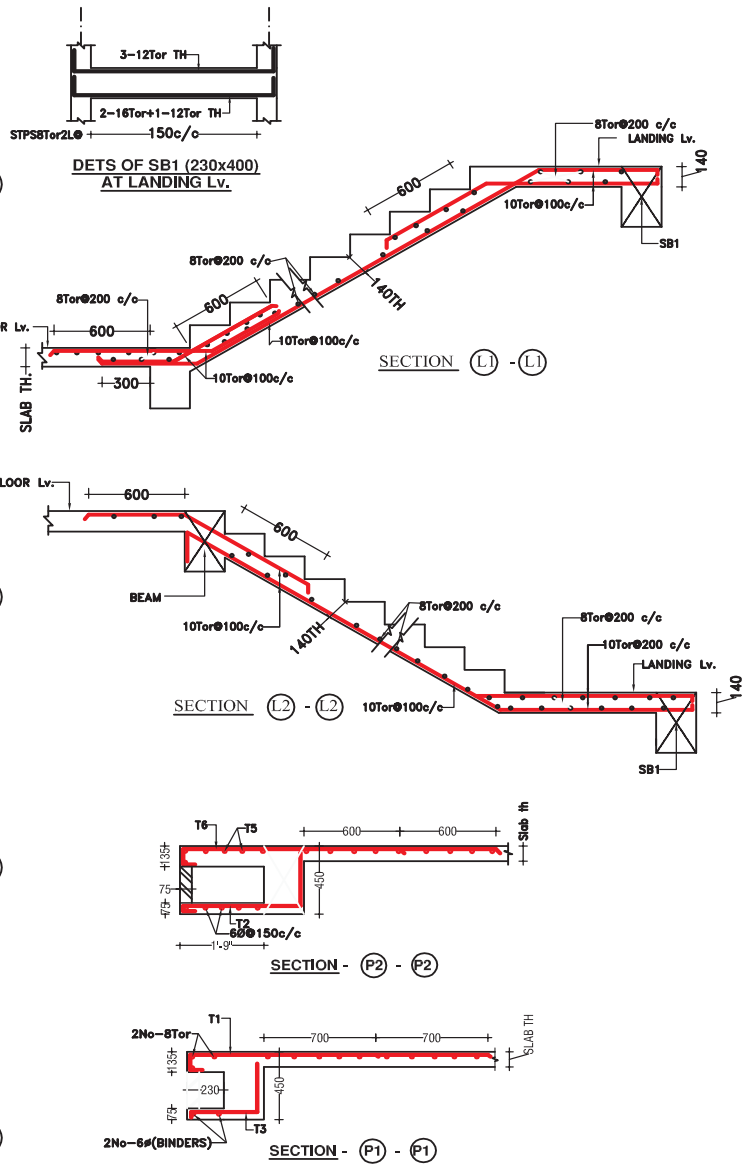 3-12Tor TH
2-16Tor+1-12Tor TH
STPS8Tor2L@
150c/c
DETS OF SB1 (230x400)
AT LANDING Lv.
8Tor@200 c/c
LANDING Lv.
140
600
10Tor@100c/c
SB1
8Tor@200 c/c
140TH
8Tor@200 c/c
600
R Lv.
600
10Tor@100c/c
10Tor@100c/c
300
SLAB TH.
SECTION L1 - L1
LOOR Lv.
600
600
BEAM
10Tor@100c/c
140TH
8Tor@200 c/c
8Tor@200 c/c
10Tor@200 c/c
LANDING Lv.
140
SECTION L2 - L2
10Tor@100c/c
SB1
T6
T5
600
600
Slab th
135
450
75
75
T2
6Ø@150c/c
1'-9"
SECTION - P2 - P2
T1
2No-8Tor
700
700
SLAB TH
135
450
230
75
T3
2No-6ø(BINDERS)
SECTION - P1 - P1